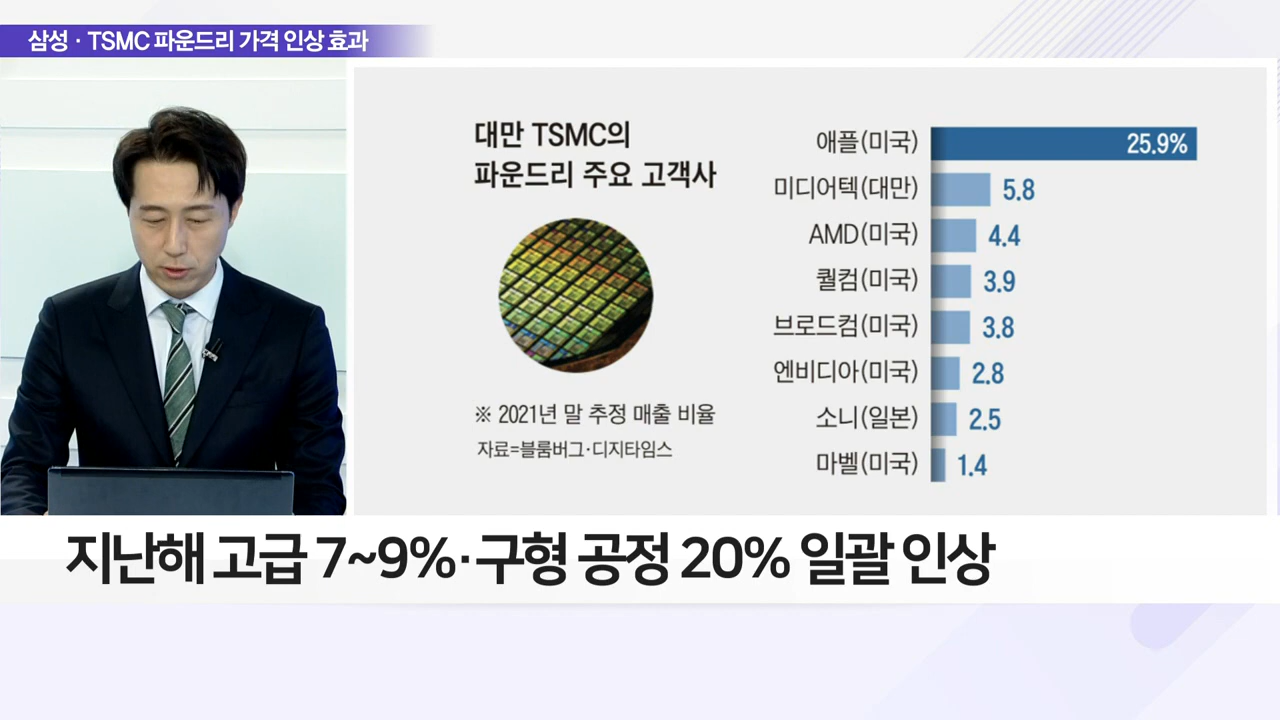 삼성·TSMC 파운드리 가격 인상 효과
대만 TSMC의
파운드리 주요 고객사
※ 2021년 말 추정 매출 비율
자료=블룸버그·디지타임스
애플(미국) 25.9%
미디어텍(대만) 5.8
AMD(미국) 4.4
퀄컴(미국) 3.9
브로드컴(미국) 3.8
엔비디아(미국) 2.8
소니(일본) 2.5
마벨(미국) 1.4
지난해 고급 7~9%·구형 공정 20% 일괄 인상